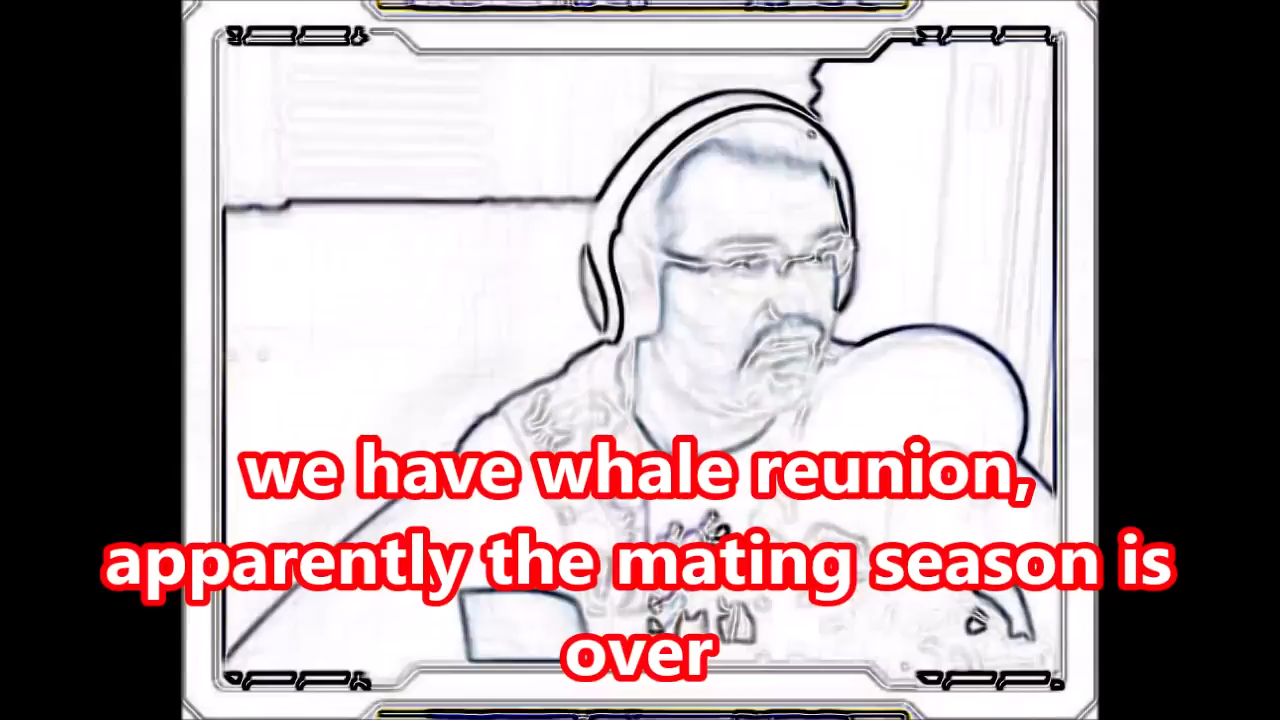 we have whale reunion,
apparently the mating season is
over